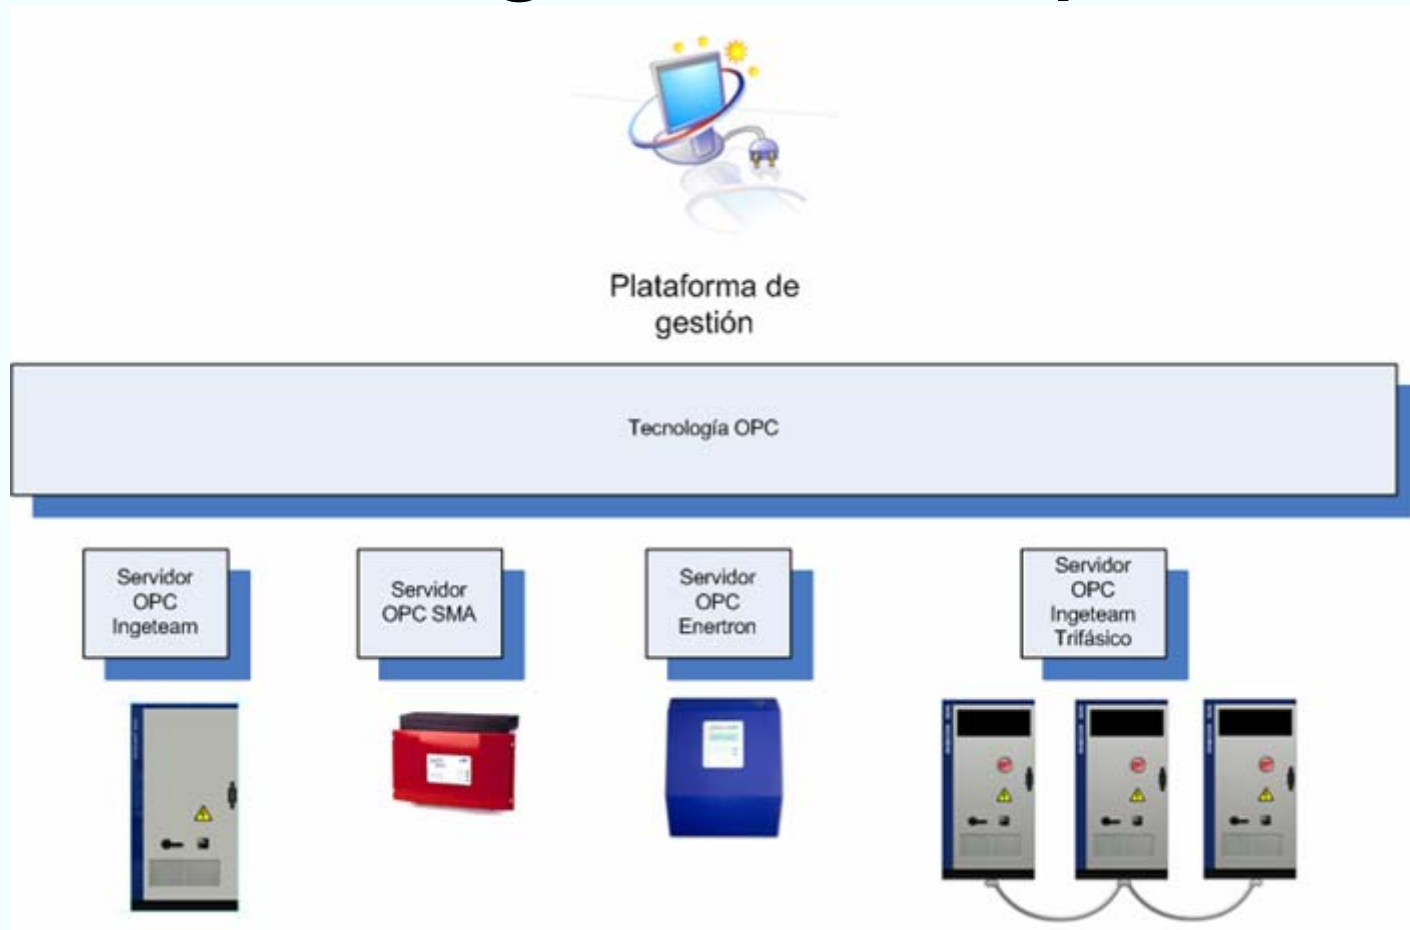 Plataforma de
gestión
Tecnología OPC
Servidor
OPC
Ingeteam
Servidor
OPC SMA
Servidor
OPC
Enertron
Servidor
OPC
Ingeteam
Trifásico